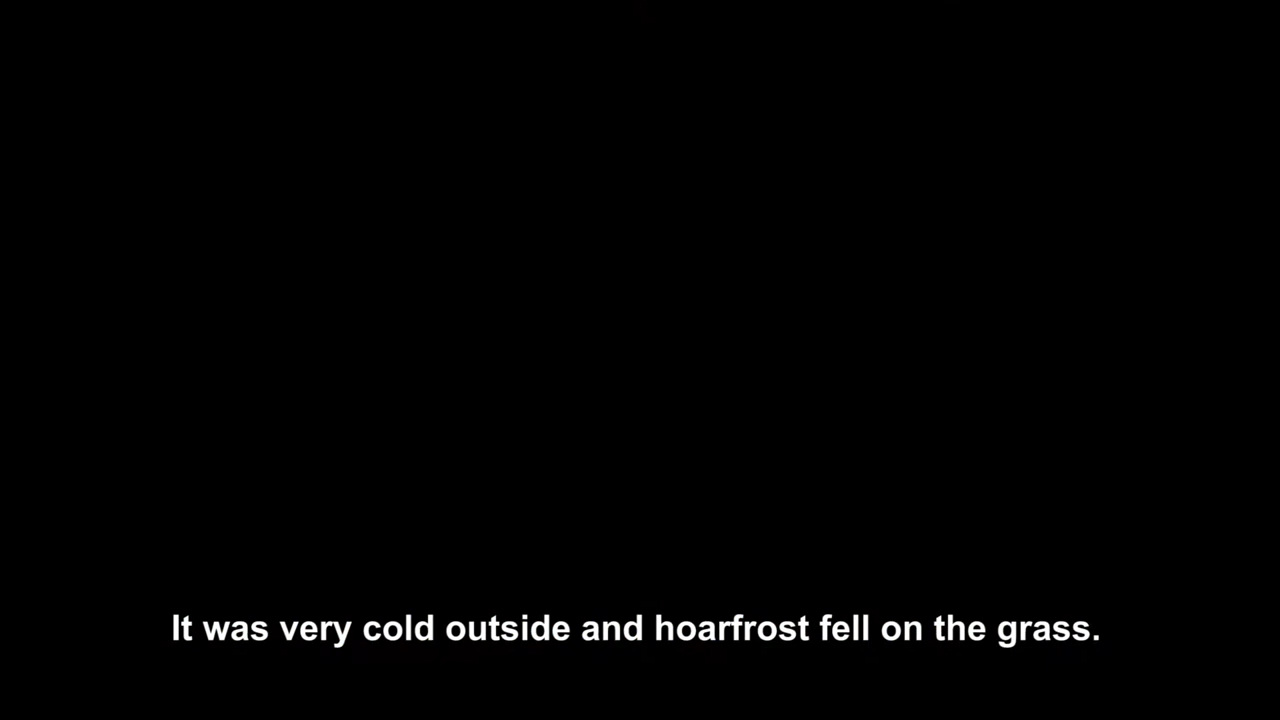 It was very cold outside and hoarfrost fell on the grass.